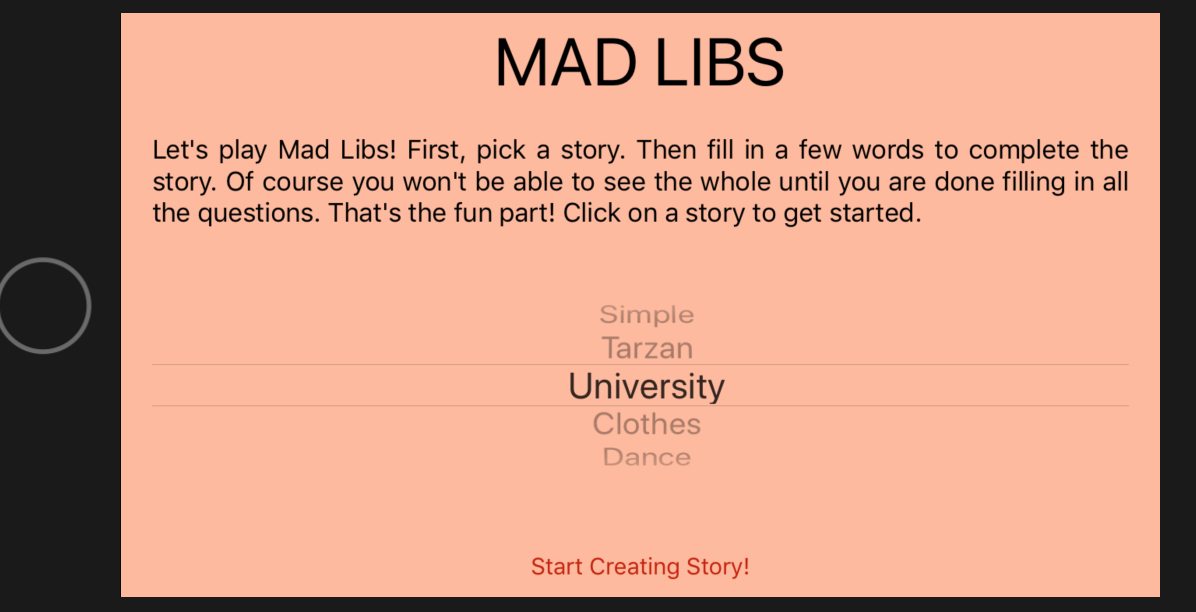 MAD LIBS
Let's play Mad Libs! First, pick a story. Then fill in a few words to complete the
story. Of course you won't be able to see the whole until you are done filling in all
the questions. That's the fun part! Click on a story to get started.
Simple
Tarzan
University
Clothes
Dance
Start Creating Story!